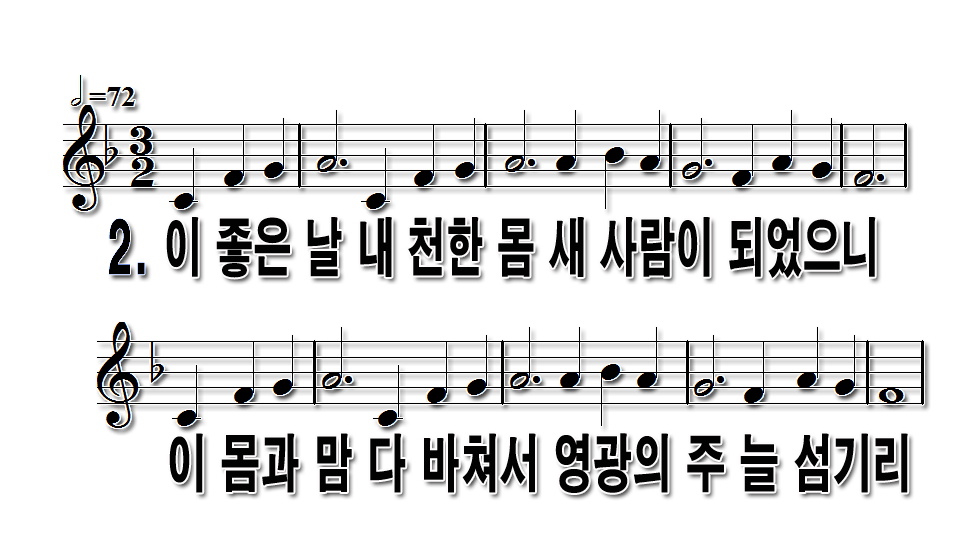 =72
3
2
2. 이 좋은 날 내 천한 몸 새 사람이 되었으니
이 몸과 맘 다 바쳐서 영광의 주 늘 섬기리